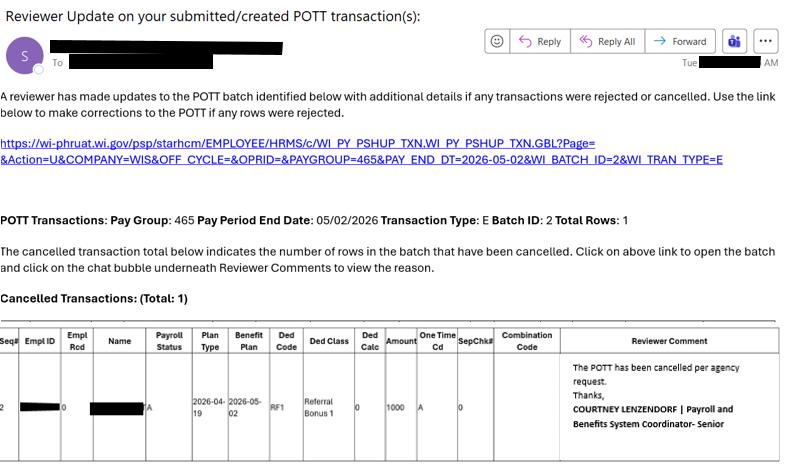 Reviewer Update on your submitted/created POTT transaction(s):
S
To
Reply
Reply All
Forward
Tue
AM
A reviewer has made updates to the POTT batch identified below with additional details if any transactions were rejected or cancelled. Use the link
below to make corrections to the POTT if any rows were rejected.
https://wi-phruat.wi.gov/psp/starhcm/EMPLOYEE/HRMS/c/WI_PY_PSHUP_TXN.WI_PY_PSHUP_TXN.GBL?Page=
&Action=U&COMPANY=WIS&OFF_CYCLE=&OPRID=&PAYGROUP=465&PAY_END_DT=2026-05-02&WI_BATCH_ID=2&WI_TRAN_TYPE=E
POTT Transactions: Pay Group: 465 Pay Period End Date: 05/02/2026 Transaction Type: E Batch ID: 2 Total Rows: 1
The cancelled transaction total below indicates the number of rows in the batch that have been cancelled. Click on above link to open the batch
and click on the chat bubble underneath Reviewer Comments to view the reason.
Cancelled Transactions: (Total: 1)
Seq# Empl ID Empl Rcd Name Payroll Status Plan Type Benefit Plan Ded Code Ded Class Ded Calc Amount One Time Cd SepChk# Combination Code Reviewer Comment
2 0 A 2026-04-19 2026-05-02 RF1 Referral Bonus 1 0 1000 A 0
The POTT has been cancelled per agency
request.
Thanks,
COURTNEY LENZENDORF | Payroll and
Benefits System Coordinator- Senior